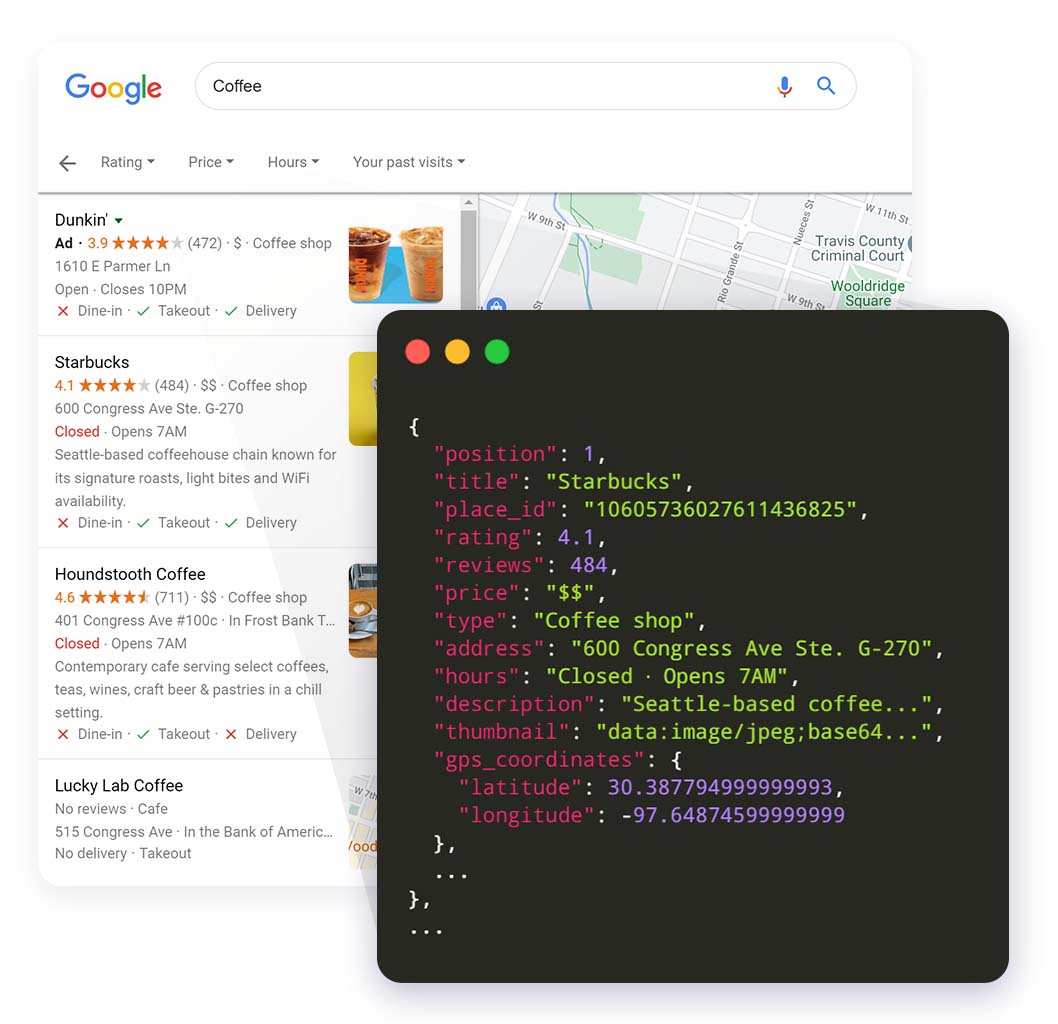 Google
Coffee
Rating
Price
Hours
Your past visits
Dunkin'
Ad · 3.9 (472) · $ · Coffee shop
1610 E Parmer Ln
Open · Closes 10PM
Dine-in · Takeout · Delivery
Starbucks
4.1 (484) · $$ · Coffee shop
600 Congress Ave Ste. G-270
Closed · Opens 7AM
Seattle-based coffeehouse chain known for
its signature roasts, light bites and WiFi
availability.
Dine-in · Takeout · Delivery
Houndstooth Coffee
4.6 (711) · $$ · Coffee shop
401 Congress Ave #100c · In Frost Bank T...
Closed · Opens 7AM
Contemporary cafe serving select coffees,
teas, wines, craft beer & pastries in a chill
setting.
Dine-in · Takeout · Delivery
Lucky Lab Coffee
No reviews · Cafe
515 Congress Ave · In the Bank of Americ...
No delivery · Takeout
W 7th
W 9th St
Rio Grande St
Nueces St
W 11th St
Travis County
Criminal Court
Wooldridge
Square
W 9th St
St
{
"position": 1,
"title": "Starbucks",
"place_id": "10605736027611436825",
"rating": 4.1,
"reviews": 484,
"price": "$$",
"type": "Coffee shop",
"address": "600 Congress Ave Ste. G-270",
"hours": "Closed · Opens 7AM",
"description": "Seattle-based coffee...",
"thumbnail": "data:image/jpeg;base64...",
"gps_coordinates": {
"latitude": 30.387794999999993,
"longitude": -97.64874599999999
},
...
},
...